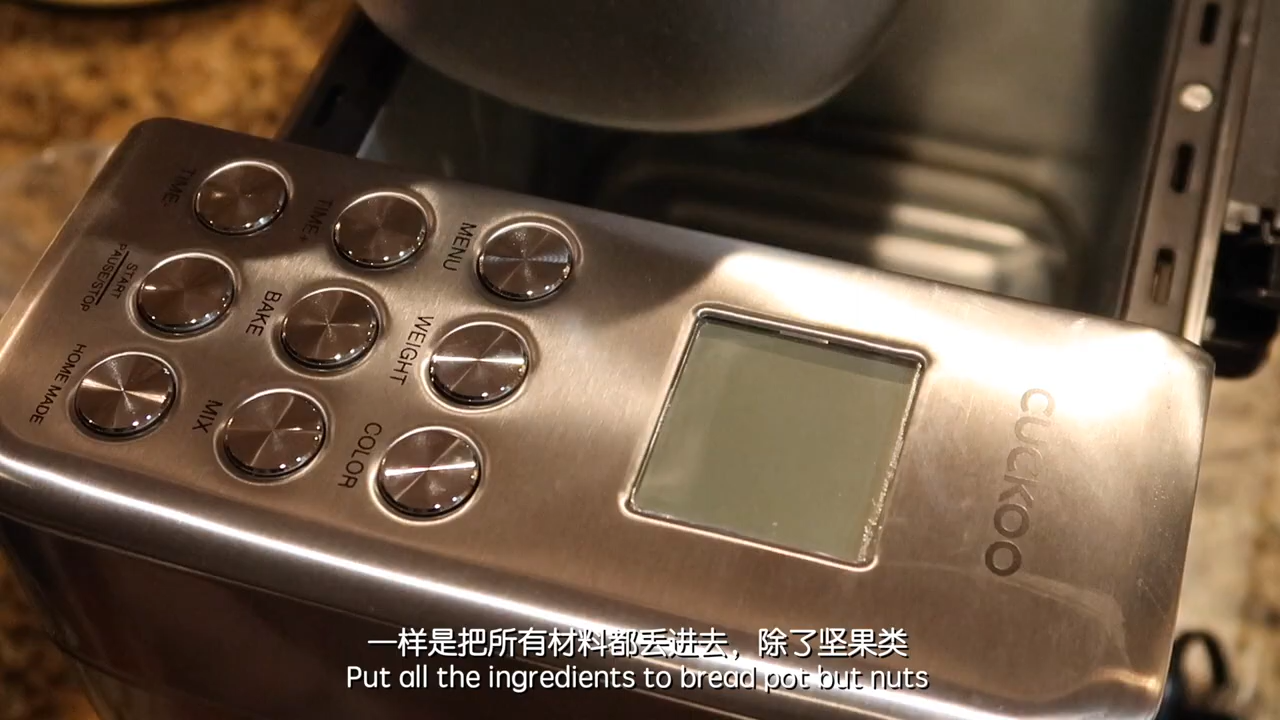 TIME-
TIME+
MENU
START
PAUSE/STOP
BAKE
WEIGHT
HOME MADE
MIX
COLOR
CUCKOO
一样是把所有材料都丢进去，除了坚果类
Put all the ingredients to bread pot but nuts